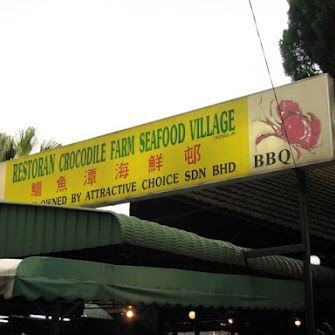 RESTORAN CROCODILE FARM SEAFOOD VILLAGE
鱷魚潭海鮮邨
OWNED BY ATTRACTIVE CHOICE SDN BHD
BBQ